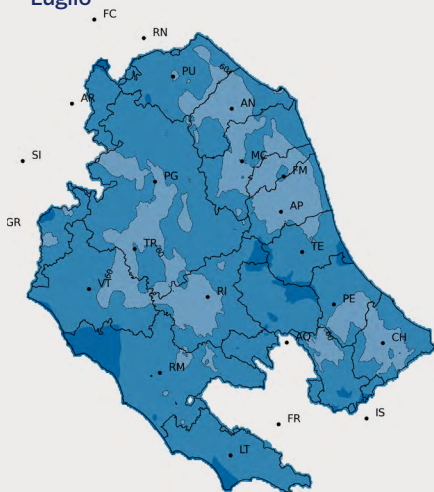 Luglio
FC
RN
PU
AR
AN
SI
MC
FM
PG
AP
GR
TR
TE
VT
RI
PE
AQ
CH
RM
FR
IS
LT